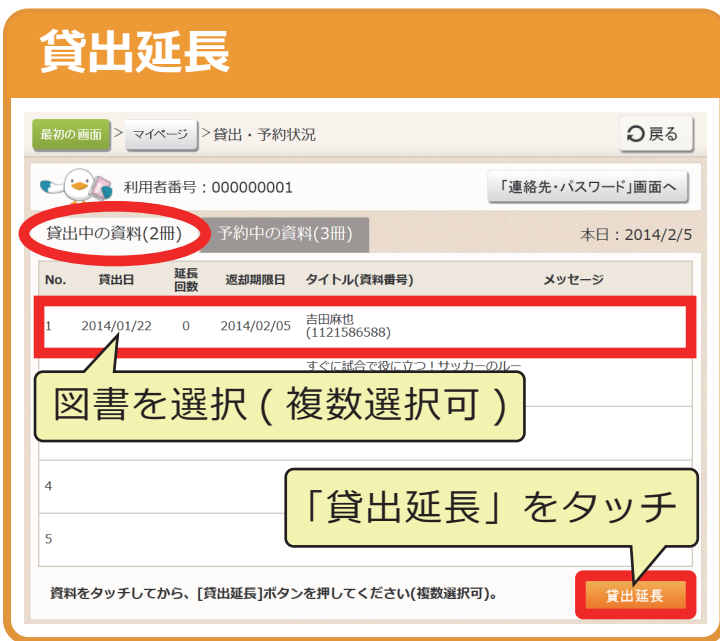 貸出延長
最初の画面 > マイページ >貸出・予約状況
戻る
利用者番号：000000001
「連絡先・パスワード」画面へ
貸出中の資料(2冊)
予約中の資料(3冊)
本日：2014/2/5
No. 貸出日 延長回数 返却期限日 タイトル(資料番号) メッセージ
1 2014/01/22 0 2014/02/05 吉田麻也
(1121586588)
すぐに試合で役に立つ！サッカーのルー
図書を選択(複数選択可)
4
「貸出延長」をタッチ
5
資料をタッチしてから、[貸出延長]ボタンを押してください(複数選択可)。
貸出延長